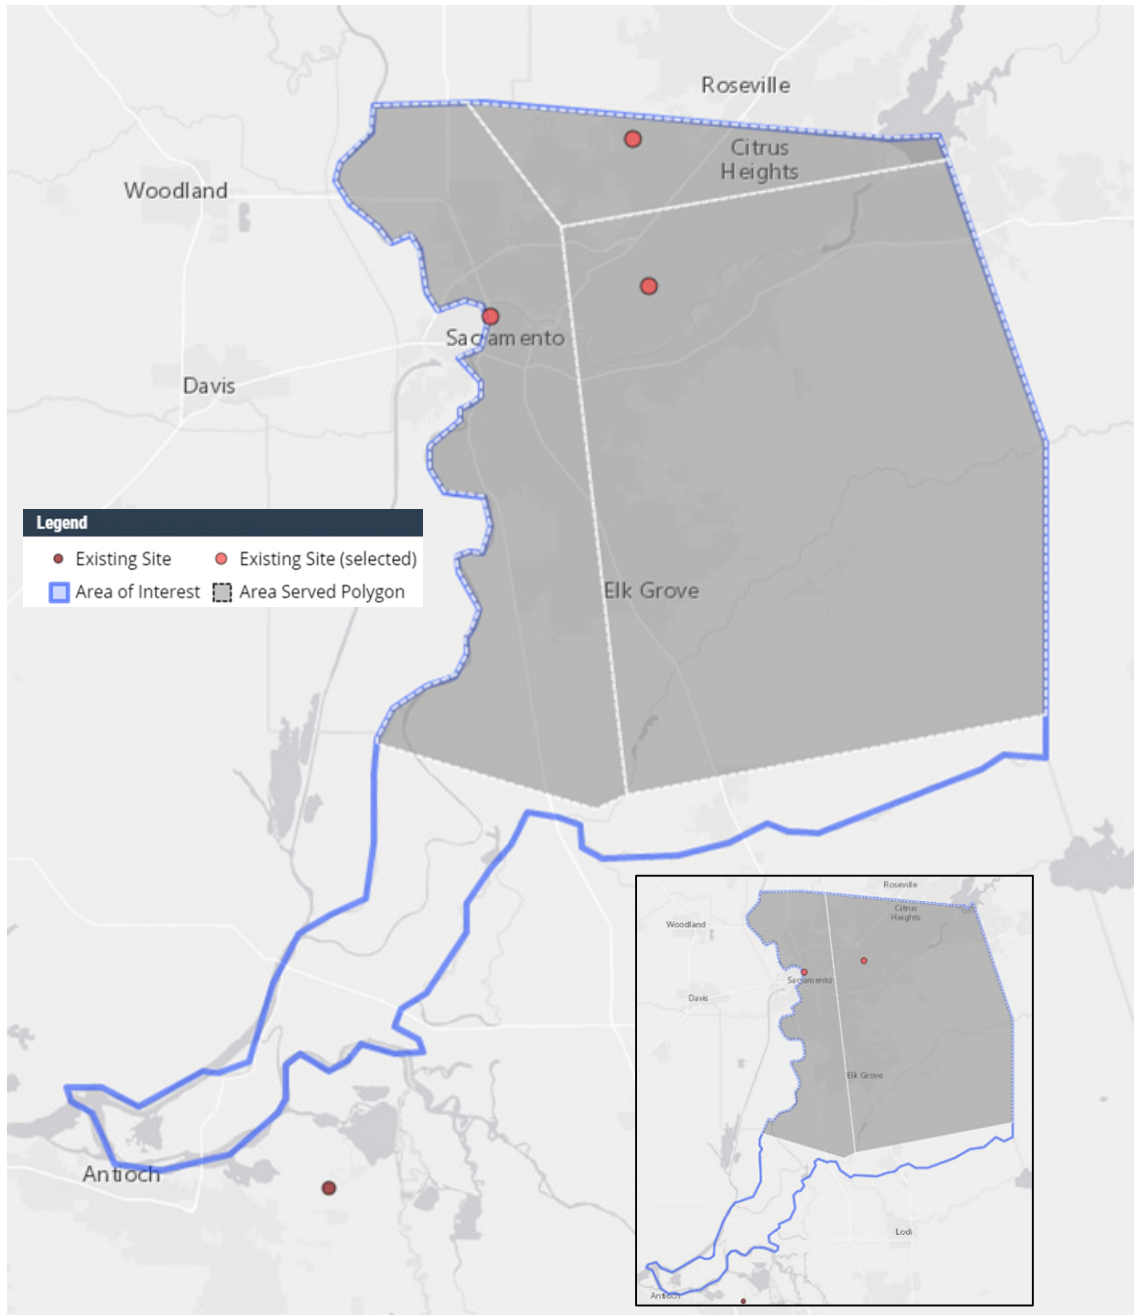 Roseville
Citrus
Heights
Woodland
Sacramento
Davis
Legend
Existing Site
Existing Site (selected)
Area of Interest
Area Served Polygon
Elk Grove
Antioch
Roseville
Citrus
Heights
Woodland
Sacramento
Davis
Elk Grove
Lodi
Antioch